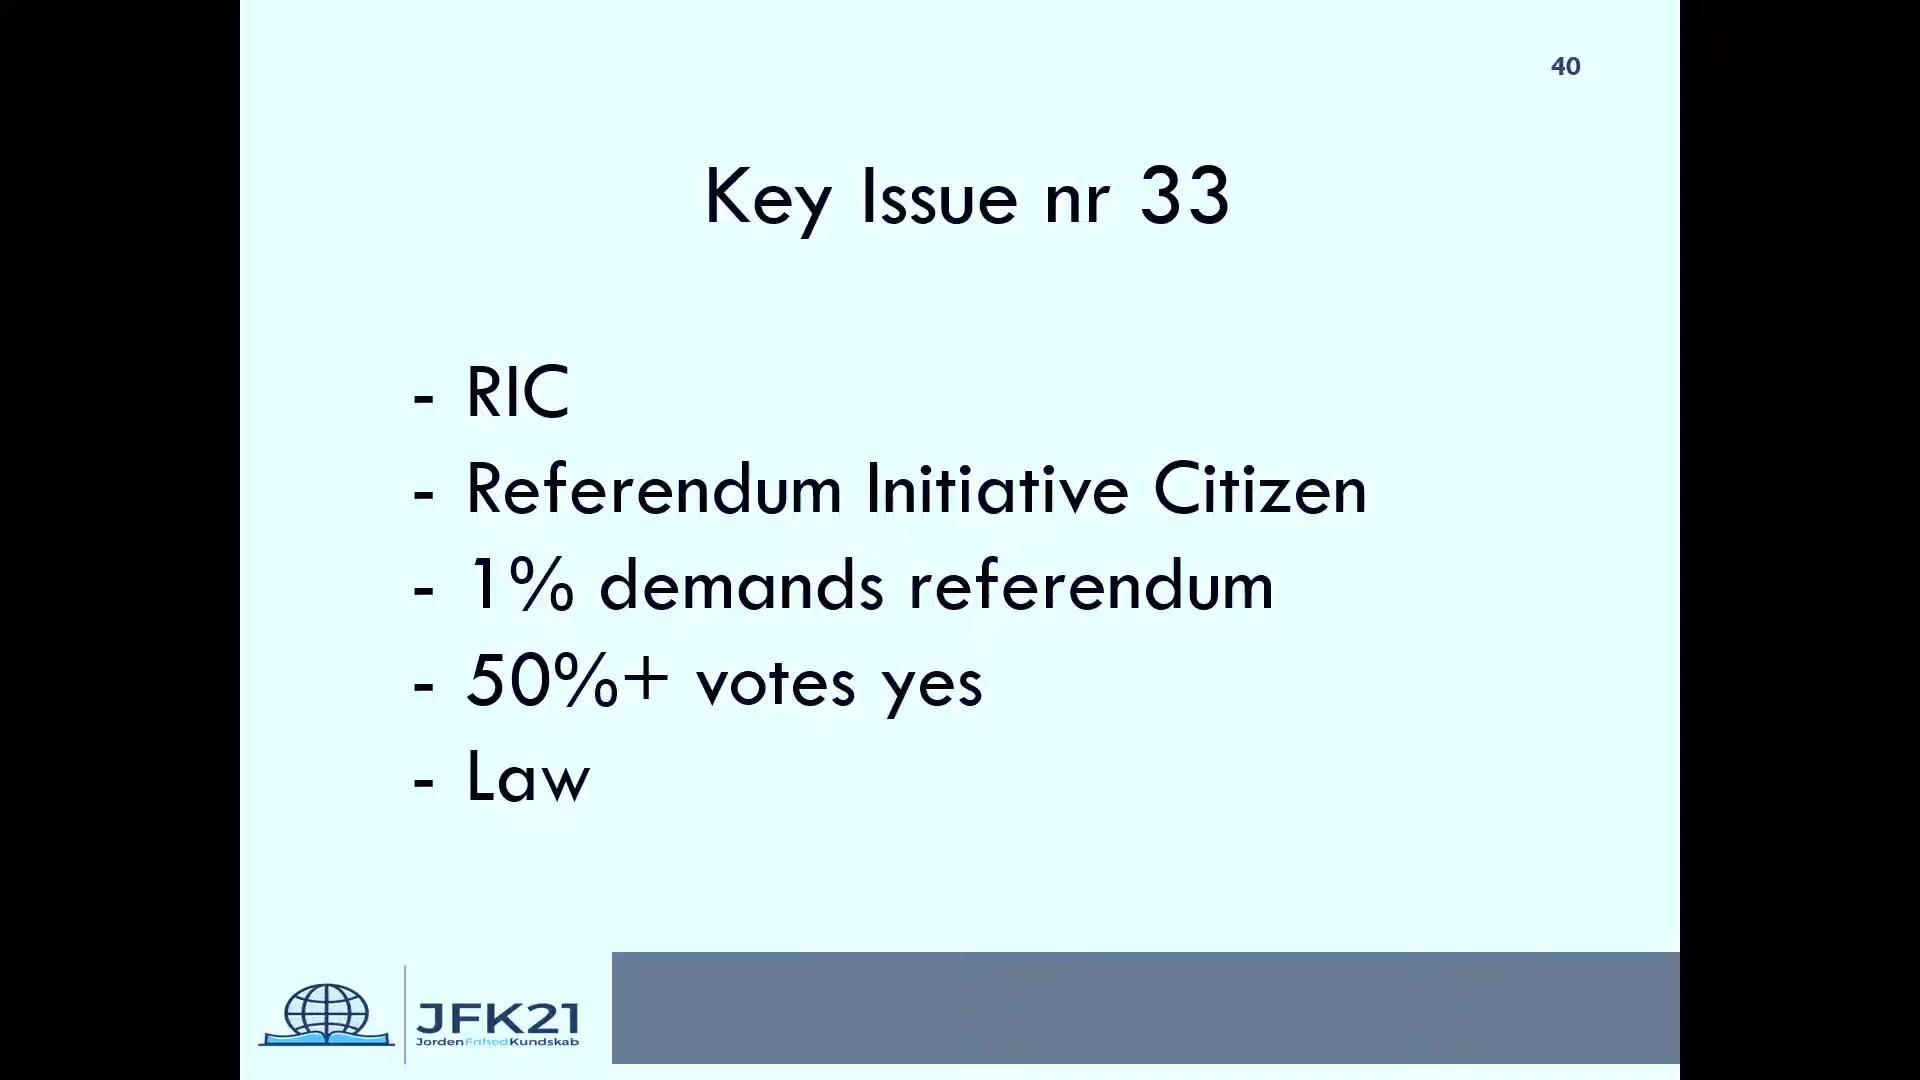 40
Key Issue nr 33
- RIC
- Referendum Initiative Citizen
- 1% demands referendum
- 50%+ votes yes
- Law
JFK21
JordenFrihedKundskab